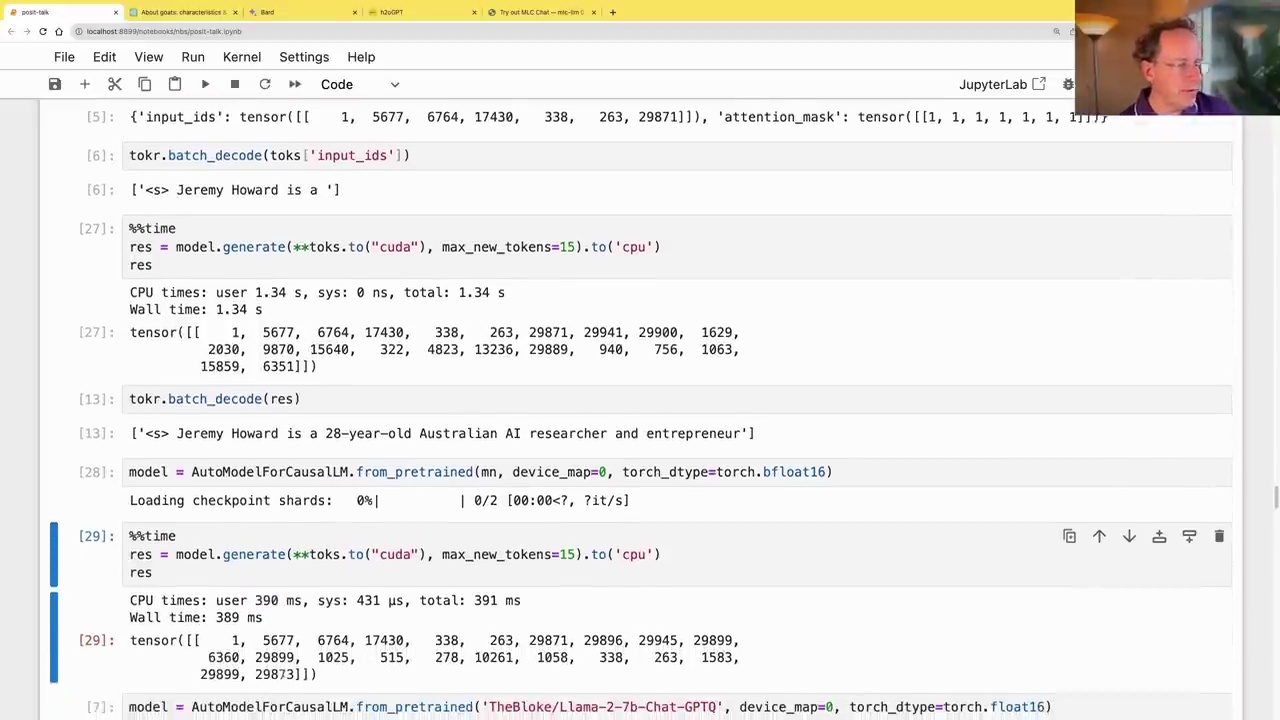 posit-talk
About goats: characteristics &
Bard
h2oGPT
Try out MLC Chat — mlc-llm 0
localhost:8899/notebooks/nbs/posit-talk.ipynb
File Edit View Run Kernel Settings Help
Code
JupyterLab
[5]: {'input_ids': tensor([[ 1, 5677, 6764, 17430, 338, 263, 29871]]), 'attention_mask': tensor([[1, 1, 1, 1, 1, 1, 1]])}
[6]: tokr.batch_decode(toks['input_ids'])
[6]: ['<s> Jeremy Howard is a ']
[27]: %%time
res = model.generate(**toks.to("cuda"), max_new_tokens=15).to('cpu')
res
CPU times: user 1.34 s, sys: 0 ns, total: 1.34 s
Wall time: 1.34 s
[27]: tensor([[ 1, 5677, 6764, 17430, 338, 263, 29871, 29941, 29900, 1629,
2030, 9870, 15640, 322, 4823, 13236, 29889, 940, 756, 1063,
15859, 6351]])
[13]: tokr.batch_decode(res)
[13]: ['<s> Jeremy Howard is a 28-year-old Australian AI researcher and entrepreneur']
[28]: model = AutoModelForCausalLM.from_pretrained(mn, device_map=0, torch_dtype=torch.bfloat16)
Loading checkpoint shards: 0%| | 0/2 [00:00<?, ?it/s]
[29]: %%time
res = model.generate(**toks.to("cuda"), max_new_tokens=15).to('cpu')
res
CPU times: user 390 ms, sys: 431 µs, total: 391 ms
Wall time: 389 ms
[29]: tensor([[ 1, 5677, 6764, 17430, 338, 263, 29871, 29896, 29945, 29899,
6360, 29899, 1025, 515, 278, 10261, 1058, 338, 263, 1583,
29899, 29873]])
[7]: model = AutoModelForCausalLM.from_pretrained('TheBloke/Llama-2-7b-Chat-GPTQ', device_map=0, torch_dtype=torch.float16)